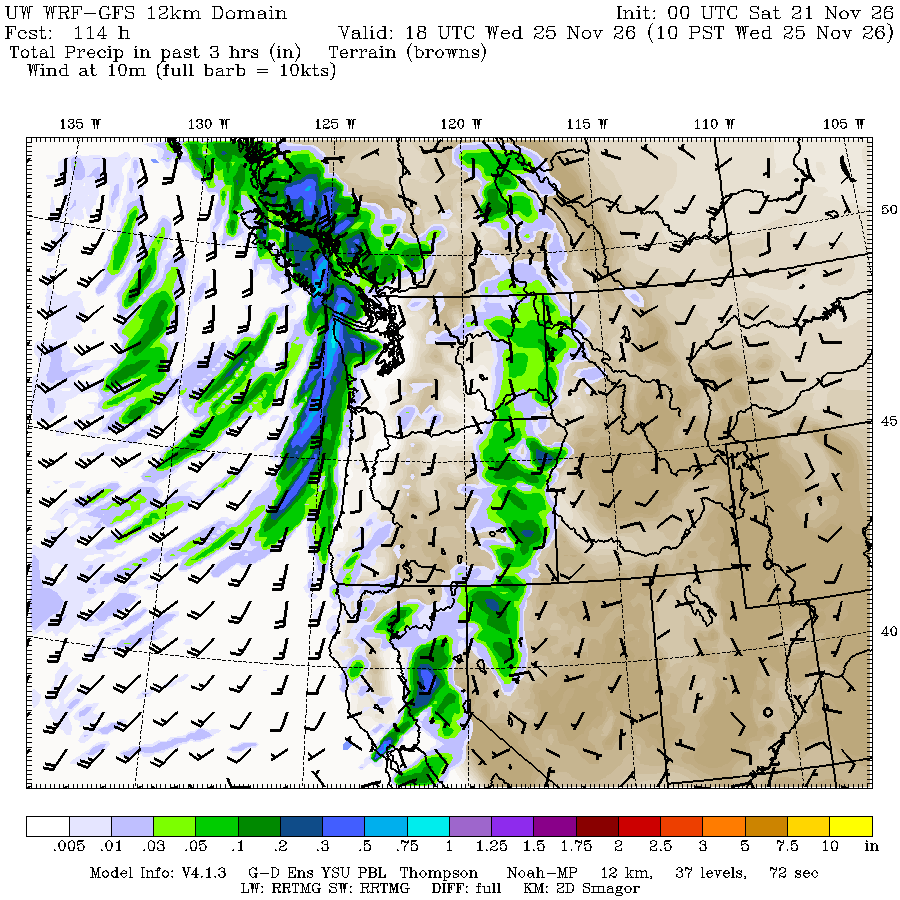 UW WRF-GFS 12km Domain Init: 00 UTC Sat 21 Nov 26
Fcst: 114 h Valid: 18 UTC Wed 25 Nov 26 (10 PST Wed 25 Nov 26)
Total Precip in past 3 hrs (in) Terrain (browns)
Wind at 10m (full barb = 10kts)
135 W 130 W 125 W 120 W 115 W 110 W 105 W
50
45
40
.005 .01 .03 .05 .1 .2 .3 .5 .75 1 1.25 1.5 1.75 2 2.5 3 5 7.5 10 in
Model Info: V4.1.3 G-D Ens YSU PBL Thompson Noah-MP 12 km, 37 levels, 72 sec
LW: RRTMG SW: RRTMG DIFF: full KM: 2D Smagor